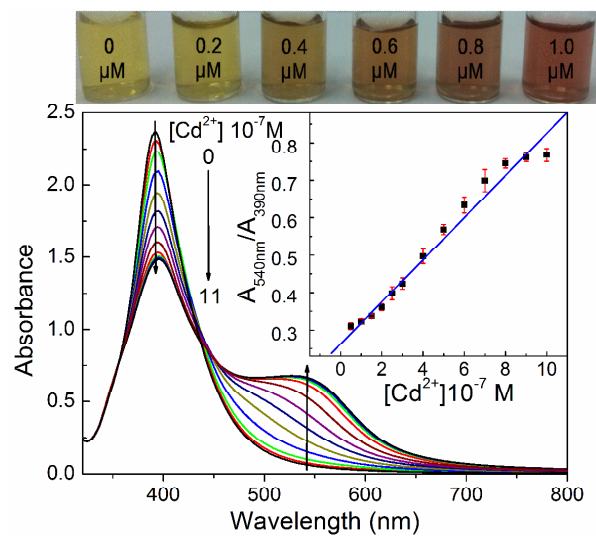 0 0.2 0.4 0.6 0.8 1.0
µM µM µM µM µM µM
[Cd²⁺] 10⁻⁷M
0
11
Absorbance
2.5
2.0
1.5
1.0
0.5
0.0
400 500 600 700 800
Wavelength (nm)
A540nm/A390nm
0.8
0.7
0.6
0.5
0.4
0.3
0 2 4 6 8 10
[Cd²⁺]10⁻⁷ M